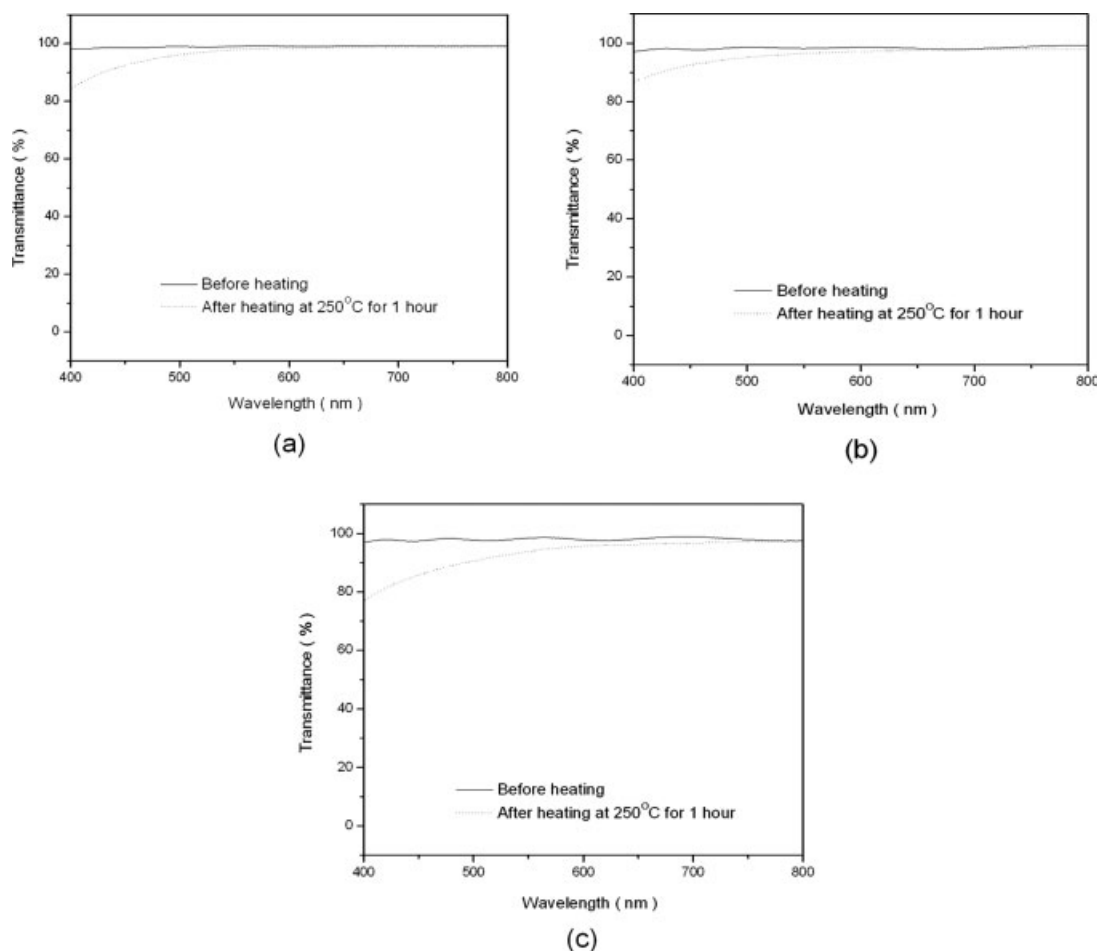 100
80
60
40
20
0
Transmittance ( % )
Before heating
After heating at 250°C for 1 hour
400 500 600 700 800
Wavelength ( nm )
(a)
100
80
60
40
20
0
Transmittance ( % )
Before heating
After heating at 250°C for 1 hour
400 500 600 700 800
Wavelength ( nm )
(b)
100
80
60
40
20
0
Transmittance ( % )
Before heating
After heating at 250°C for 1 hour
400 500 600 700 800
Wavelength ( nm )
(c)